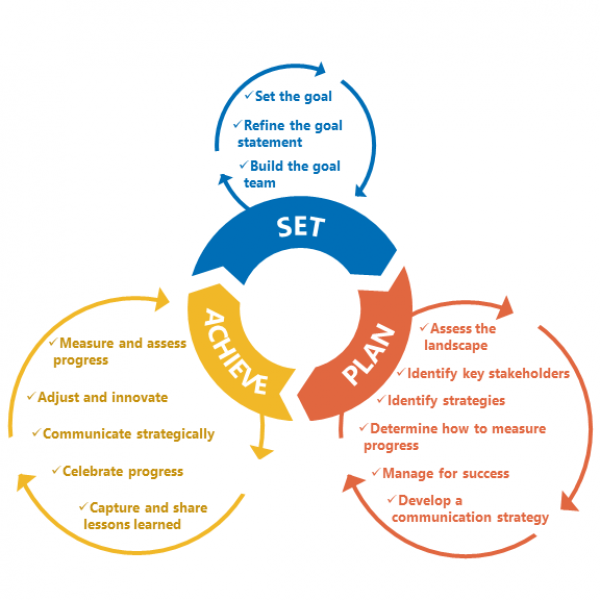 ✓Set the goal
✓Refine the goal
statement
✓Build the goal
team
SET
PLAN
✓Assess the
landscape
✓Identify key stakeholders
✓Identify strategies
✓Determine how to measure
progress
✓Manage for success
✓Develop a
communication strategy
ACHIEVE
✓Measure and assess
progress
✓Adjust and innovate
✓Communicate strategically
✓Celebrate progress
✓Capture and share
lessons learned